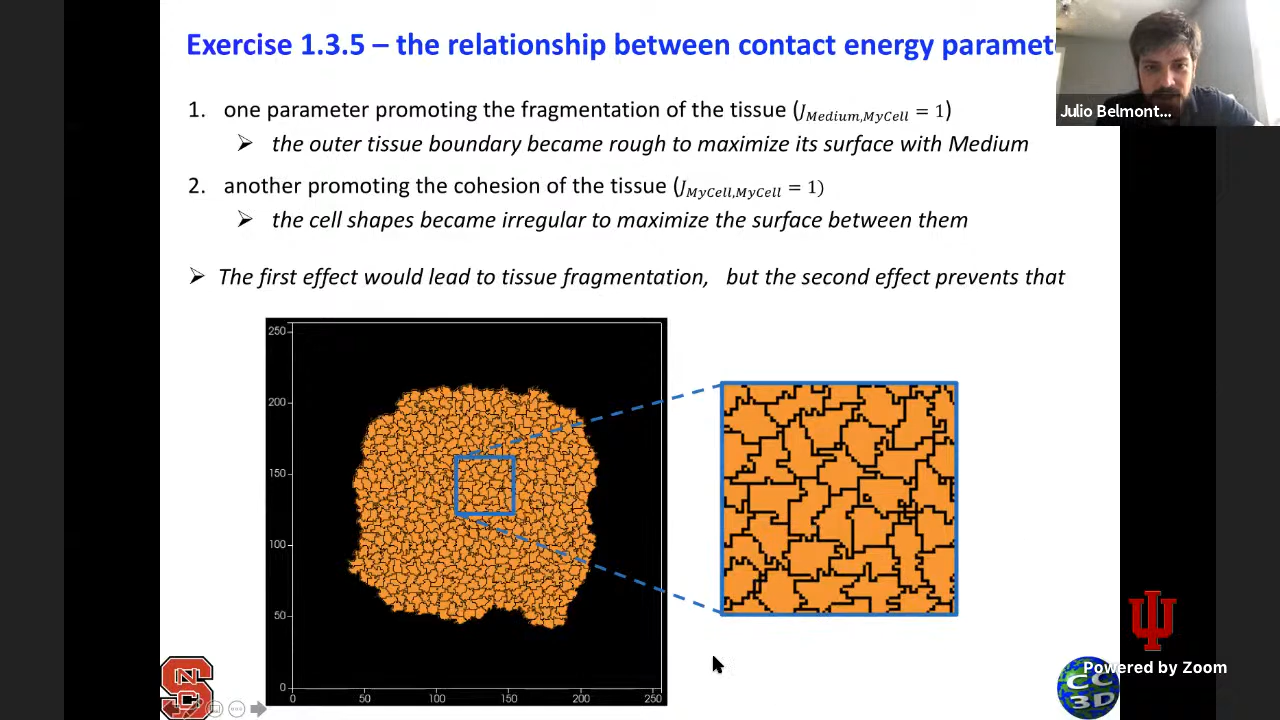 Exercise 1.3.5 – the relationship between contact energy paramet
Julio Belmont...
1. one parameter promoting the fragmentation of the tissue (J_Medium,MyCell = 1)
➢ the outer tissue boundary became rough to maximize its surface with Medium
2. another promoting the cohesion of the tissue (J_MyCell,MyCell = 1)
➢ the cell shapes became irregular to maximize the surface between them
➢ The first effect would lead to tissue fragmentation, but the second effect prevents that
250
200
150
100
50
0
0 50 100 150 200 250
Powered by Zoom
CC
3D